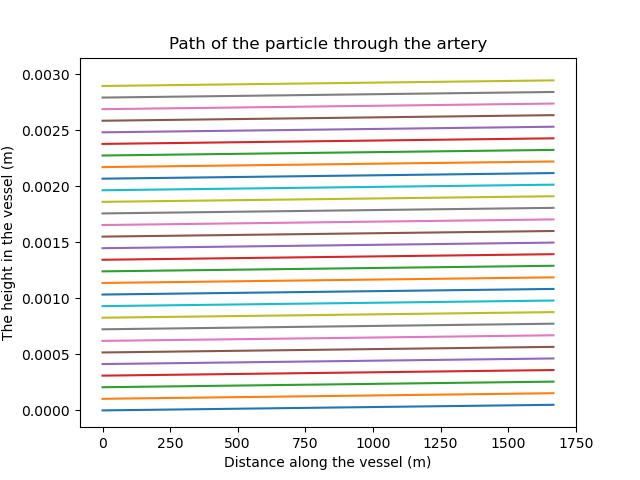 Path of the particle through the artery
The height in the vessel (m)
0.0030
0.0025
0.0020
0.0015
0.0010
0.0005
0.0000
0 250 500 750 1000 1250 1500 1750
Distance along the vessel (m)